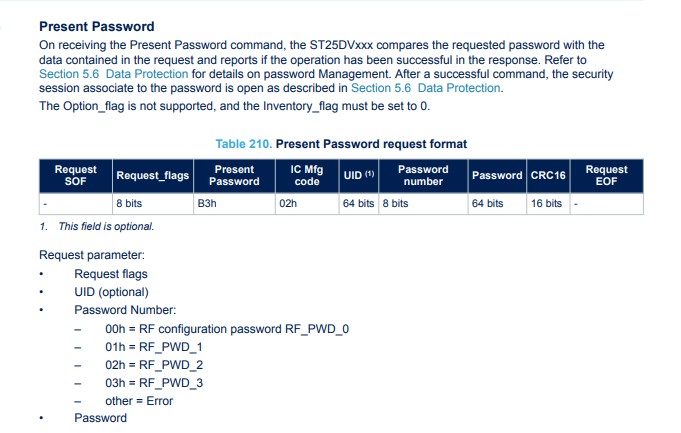 Present Password
On receiving the Present Password command, the ST25DVxxx compares the requested password with the
data contained in the request and reports if the operation has been successful in the response. Refer to
Section 5.6 Data Protection for details on password Management. After a successful command, the security
session associate to the password is open as described in Section 5.6 Data Protection.
The Option_flag is not supported, and the Inventory_flag must be set to 0.
Table 210. Present Password request format
Request SOF Request_flags Present Password IC Mfg code UID (1) Password number Password CRC16 Request EOF
- 8 bits B3h 02h 64 bits 8 bits 64 bits 16 bits -
1. This field is optional.
Request parameter:
• Request flags
• UID (optional)
• Password Number:
– 00h = RF configuration password RF_PWD_0
– 01h = RF_PWD_1
– 02h = RF_PWD_2
– 03h = RF_PWD_3
– other = Error
• Password